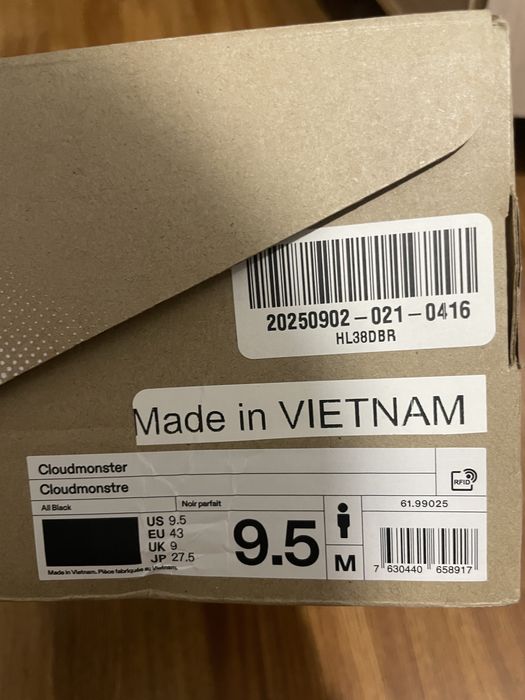 20250902-021-0416
HL38DBR
Made in VIETNAM
Cloudmonster
Cloudmonstre
RFID
All Black
Noir parfait
61.99025
US 9.5
EU 43
UK 9
JP 27.5
9.5
M
7 630440 658917
Made in Vietnam. Pièce fabriquée au Vietnam.